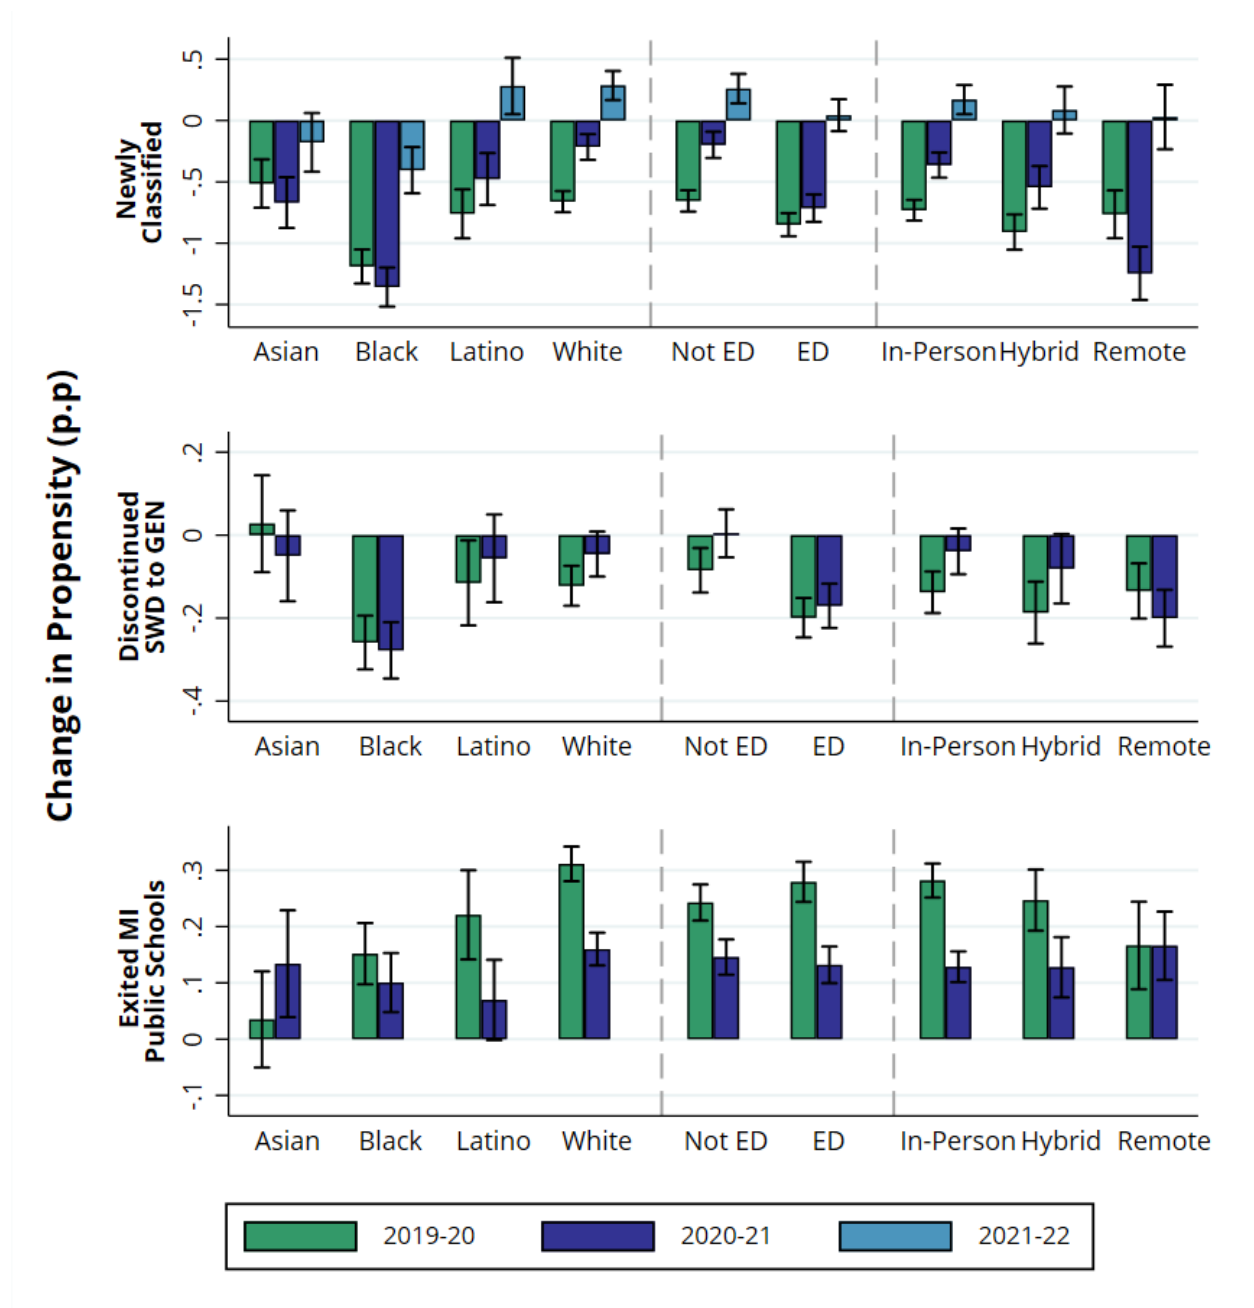 Change in Propensity (p.p)
Newly
Classified
.5
0
-.5
-1
-1.5
Asian Black Latino White Not ED ED In-Person Hybrid Remote
Discontinued
SWD to GEN
.2
0
-.2
-.4
Asian Black Latino White Not ED ED In-Person Hybrid Remote
Exited MI
Public Schools
.3
.2
.1
0
-.1
Asian Black Latino White Not ED ED In-Person Hybrid Remote
2019-20 2020-21 2021-22